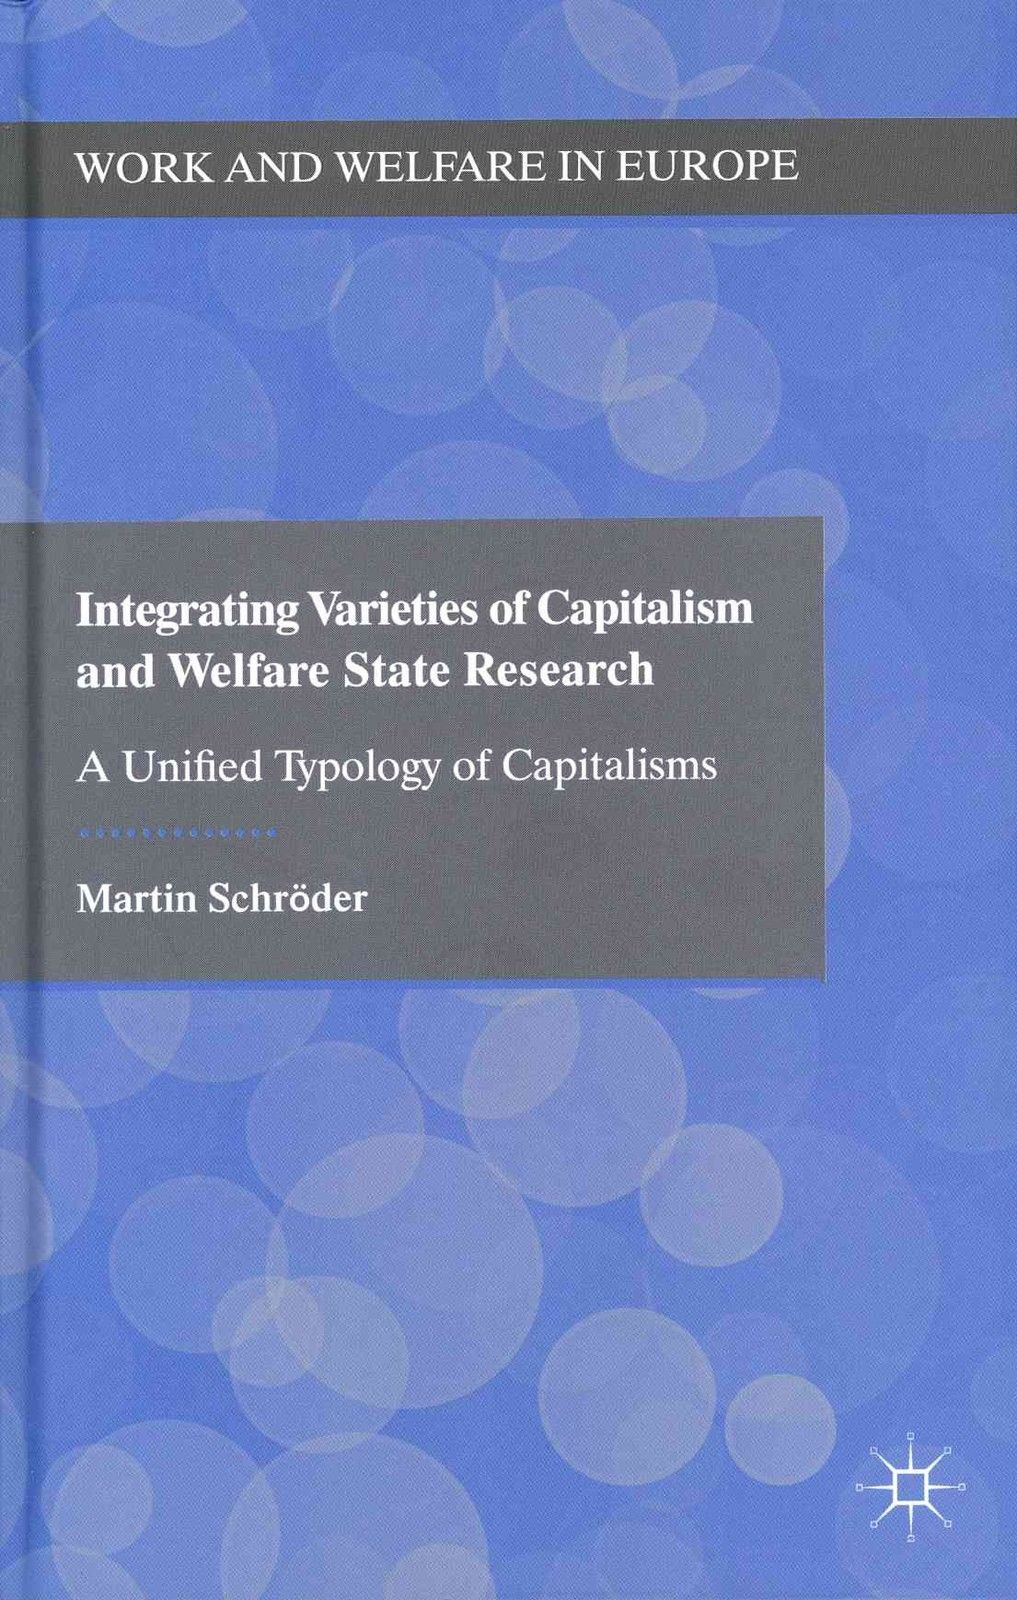 WORK AND WELFARE IN EUROPE
Integrating Varieties of Capitalism
and Welfare State Research
A Unified Typology of Capitalisms
Martin Schröder